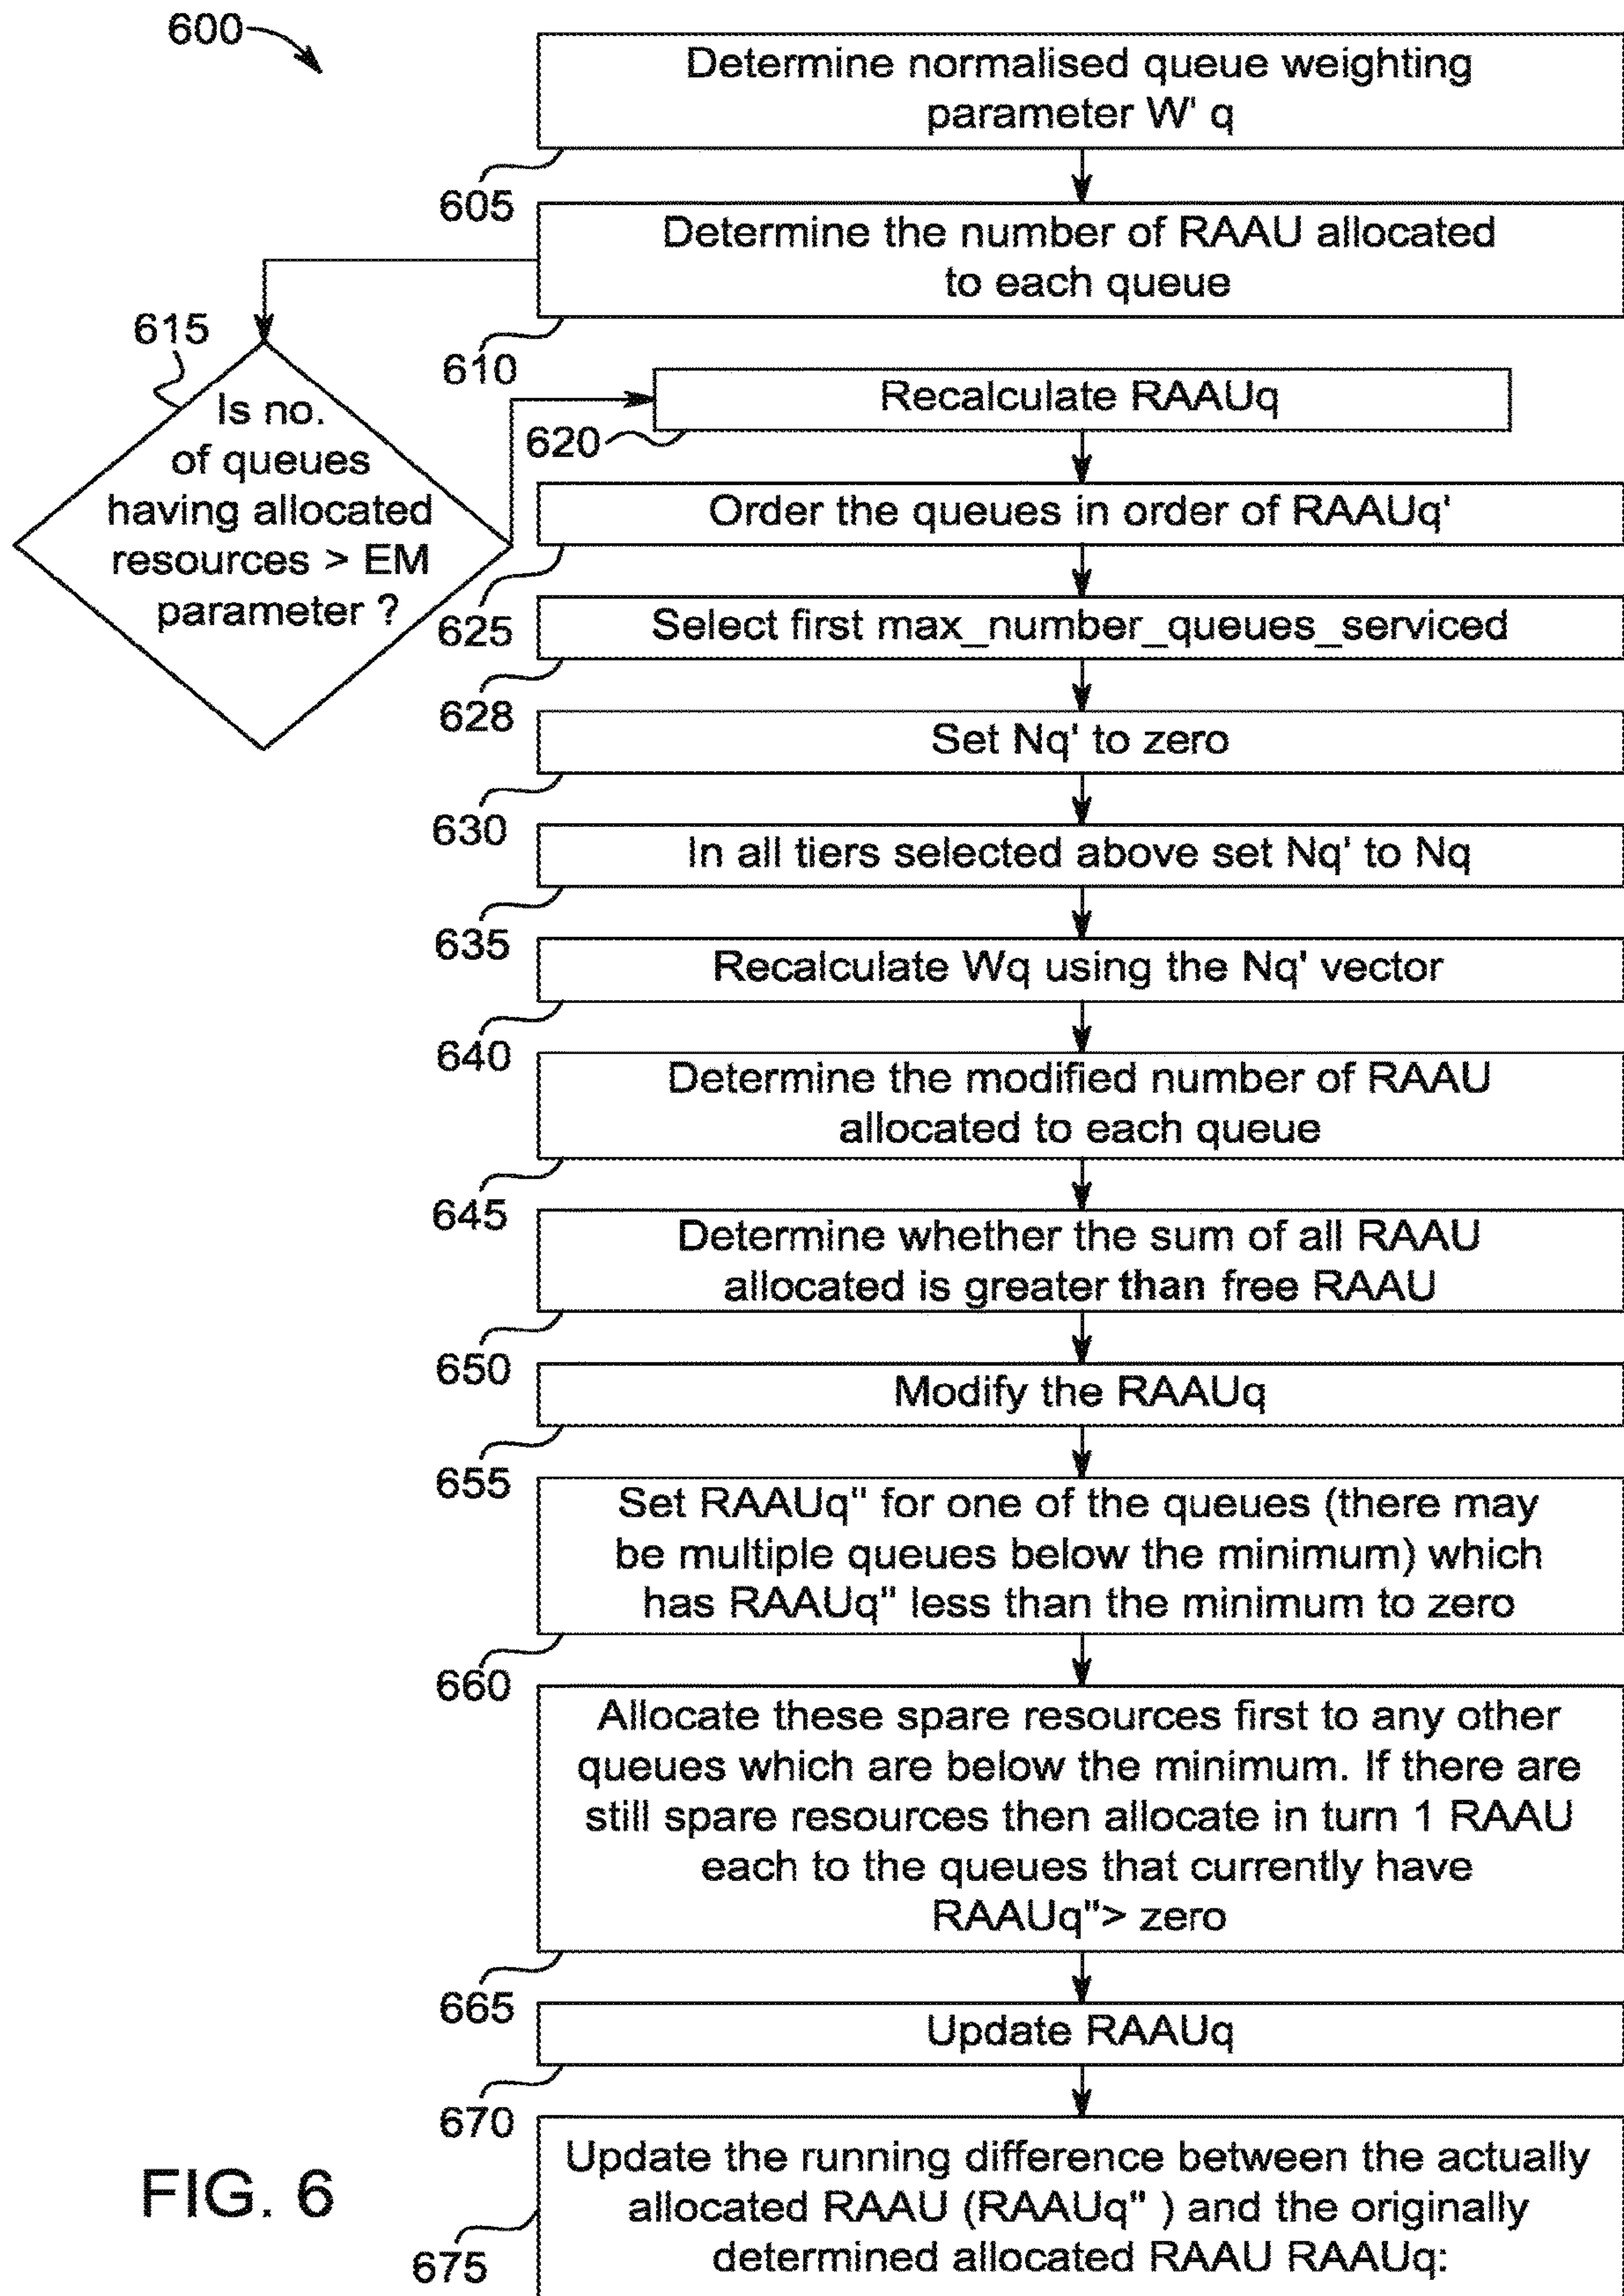 600
Determine normalised queue weighting
parameter W' q
605
Determine the number of RAAU allocated
to each queue
610
615
Is no.
of queues
having allocated
resources > EM
parameter ?
Recalculate RAAUq
620
Order the queues in order of RAAUq'
625
Select first max_number_queues_serviced
628
Set Nq' to zero
630
In all tiers selected above set Nq' to Nq
635
Recalculate Wq using the Nq' vector
640
Determine the modified number of RAAU
allocated to each queue
645
Determine whether the sum of all RAAU
allocated is greater than free RAAU
650
Modify the RAAUq
655
Set RAAUq" for one of the queues (there may
be multiple queues below the minimum) which
has RAAUq" less than the minimum to zero
660
Allocate these spare resources first to any other
queues which are below the minimum. If there are
still spare resources then allocate in turn 1 RAAU
each to the queues that currently have
RAAUq"> zero
665
Update RAAUq
670
Update the running difference between the actually
allocated RAAU (RAAUq" ) and the originally
determined allocated RAAU RAAUq:
675
FIG. 6